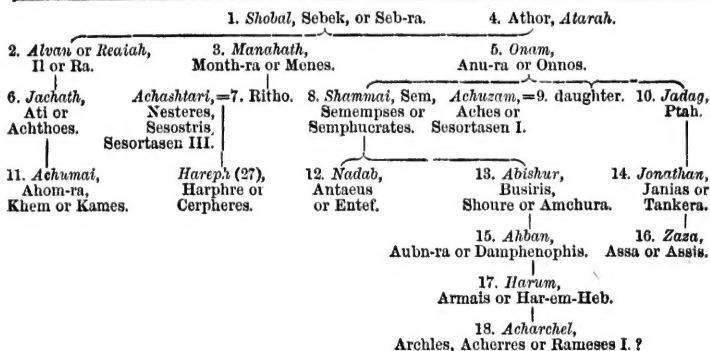 1. Shobal, Sebek, or Seb-ra. 4. Athor, Atarah.
2. Alvan or Reaiah, 3. Manahath, 5. Onam,
Il or Ra. Month-ra or Menes. Anu-ra or Onnos.
6. Jachath, Achashtari,=7. Ritho. 8. Shammai, Sem, Achuzam,=9. daughter. 10. Jadag,
Ati or Nesteres, Semempses or Aches or Ptah.
Achthoes. Sesostris, Semphucrates. Sesortasen I.
Sesortasen III.
11. Achumai, Hareph (27), 12. Nadab, 13. Abishur, 14. Jonathan,
Ahom-ra, Harphre or Antaeus Busiris, Janias or
Khem or Kames. Cerpheres. or Entef. Shoure or Amchura. Tankera.
15. Ahban, 16. Zaza,
Aubn-ra or Damphenophis. Assa or Assis.
17. Harum,
Armais or Har-em-Heb.
18. Acharchel,
Archles, Acherres or Rameses I. ?